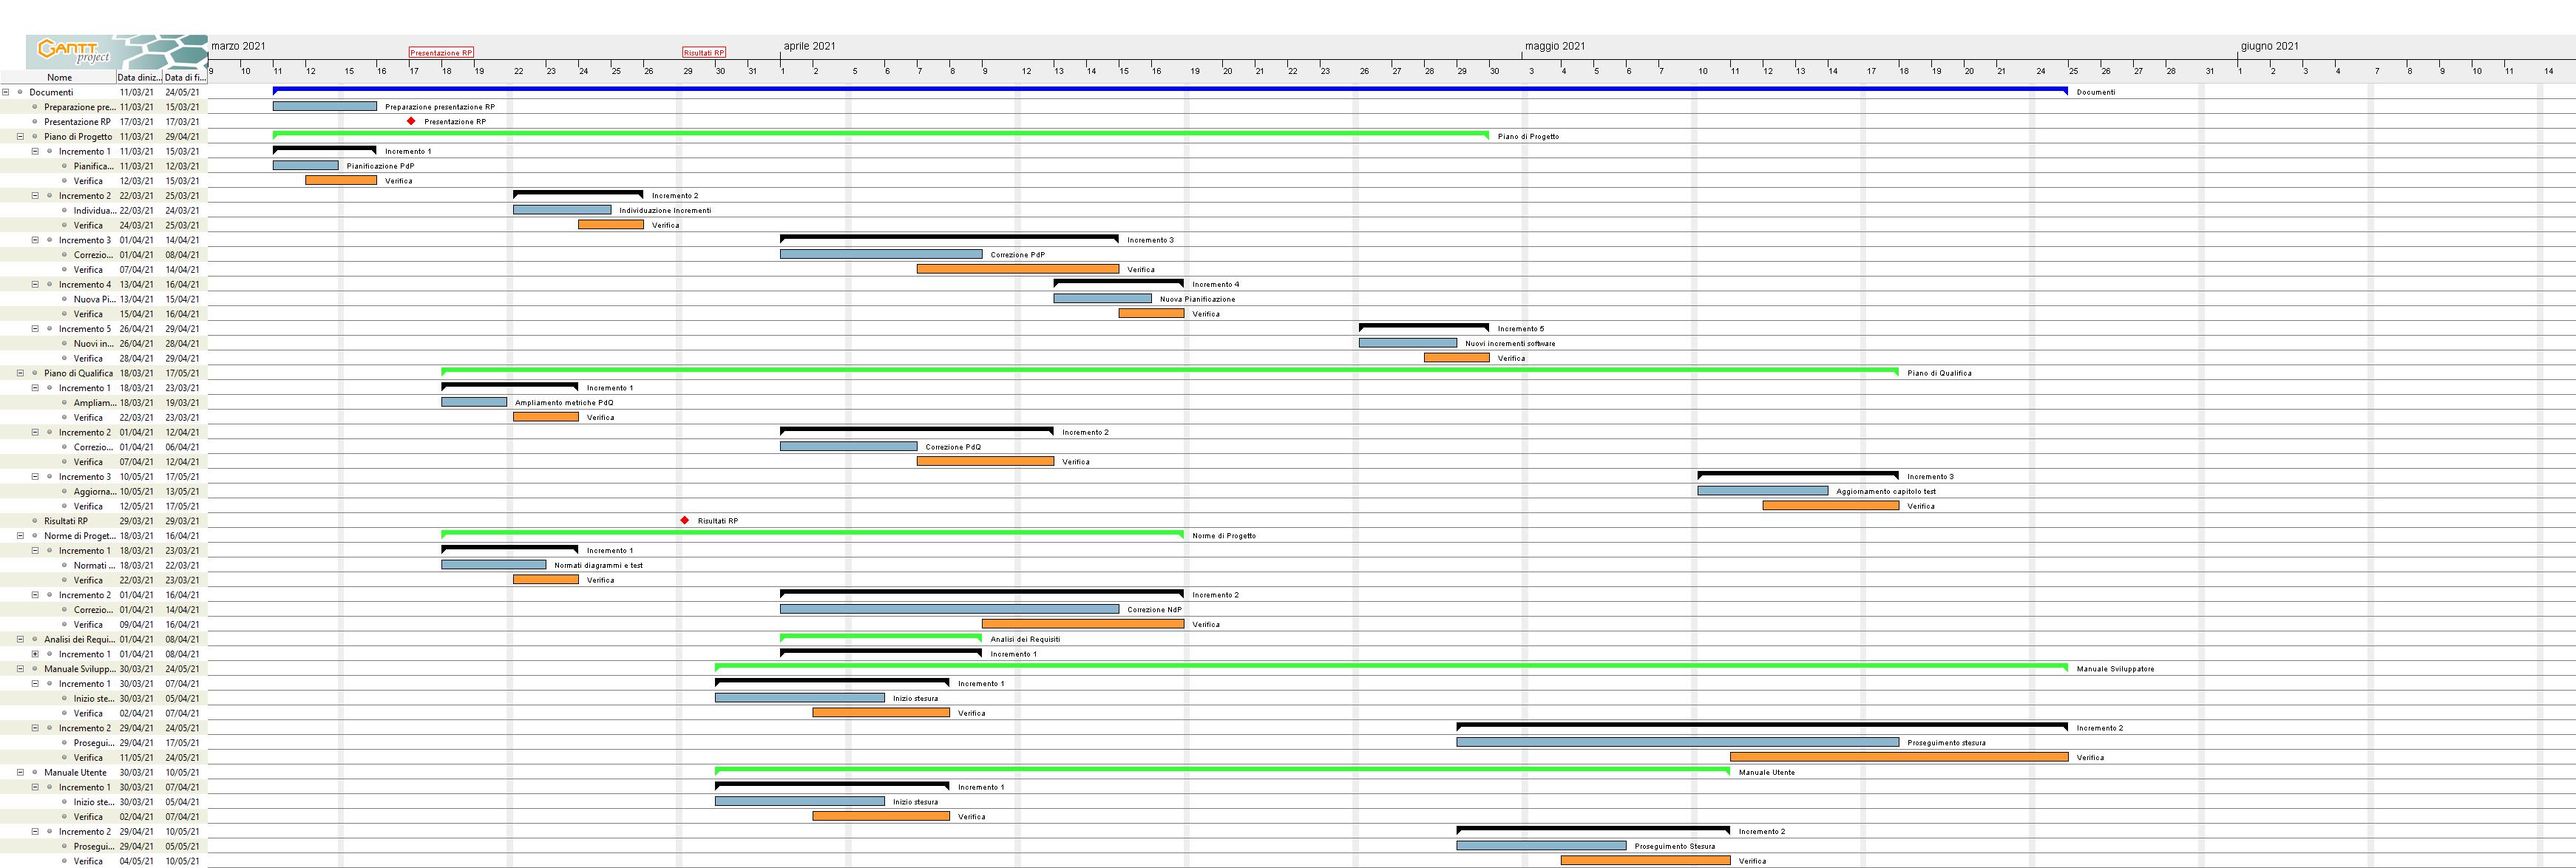 GANTT project
marzo 2021 Presentazione RP Risultati RP aprile 2021 maggio 2021 giugno 2021
Nome Data diniz... Data di fi... 9 10 11 12 15 16 17 18 19 22 23 24 25 26 29 30 31 1 2 5 6 7 8 9 12 13 14 15 16 19 20 21 22 23 26 28 29 30 3 4 5 6 7 10 11 12 13 14 17 18 19 20 21 24 25 26 27 28 31 1 2 3 4 7 8 9 10 11 14
Documenti 11/03/21 24/05/21 Documenti
Preparazione pre... 11/03/21 15/03/21 Preparazione presentazione RP
Presentazione RP 17/03/21 17/03/21 Presentazione RP
Piano di Progetto 11/03/21 29/04/21 Piano di Progetto
Incremento 1 11/03/21 15/03/21 Incremento 1
Pianifica... 11/03/21 12/03/21 Pianificazione PdP
Verifica 12/03/21 15/03/21 Verifica
Incremento 2 22/03/21 25/03/21 Incremento 2
Individua... 22/03/21 24/03/21 Individuazione Incrementi
Verifica 24/03/21 25/03/21 Verifica
Incremento 3 01/04/21 14/04/21 Incremento 3
Correzio... 01/04/21 08/04/21 Correzione PdP
Verifica 07/04/21 14/04/21 Verifica
Incremento 4 13/04/21 16/04/21 Incremento 4
Nuova Pi... 13/04/21 15/04/21 Nuova Pianificazione
Verifica 15/04/21 16/04/21 Verifica
Incremento 5 26/04/21 29/04/21 Incremento 5
Nuovi in... 26/04/21 28/04/21 Nuovi incrementi software
Verifica 28/04/21 29/04/21 Verifica
Piano di Qualifica 18/03/21 17/05/21 Piano di Qualifica
Incremento 1 18/03/21 23/03/21 Incremento 1
Ampliam... 18/03/21 19/03/21 Ampliamento metriche PdQ
Verifica 22/03/21 23/03/21 Verifica
Incremento 2 01/04/21 12/04/21 Incremento 2
Correzio... 01/04/21 06/04/21 Correzione PdQ
Verifica 07/04/21 12/04/21 Verifica
Incremento 3 10/05/21 17/05/21 Incremento 3
Aggiorna... 10/05/21 13/05/21 Aggiornamento capitolo test
Verifica 12/05/21 17/05/21 Verifica
Risultati RP 29/03/21 29/03/21 Risultati RP
Norme di Proget... 18/03/21 16/04/21 Norme di Progetto
Incremento 1 18/03/21 23/03/21 Incremento 1
Normati ... 18/03/21 22/03/21 Normati diagrammi e test
Verifica 22/03/21 23/03/21 Verifica
Incremento 2 01/04/21 16/04/21 Incremento 2
Correzio... 01/04/21 14/04/21 Correzione NdP
Verifica 09/04/21 16/04/21 Verifica
Analisi dei Requi... 01/04/21 08/04/21 Analisi dei Requisiti
Incremento 1 01/04/21 08/04/21 Incremento 1
Manuale Svilupp... 30/03/21 24/05/21 Manuale Sviluppatore
Incremento 1 30/03/21 07/04/21 Incremento 1
Inizio ste... 30/03/21 05/04/21 Inizio stesura
Verifica 02/04/21 07/04/21 Verifica
Incremento 2 29/04/21 24/05/21 Incremento 2
Prosegui... 29/04/21 17/05/21 Proseguimento stesura
Verifica 11/05/21 24/05/21 Verifica
Manuale Utente 30/03/21 10/05/21 Manuale Utente
Incremento 1 30/03/21 07/04/21 Incremento 1
Inizio ste... 30/03/21 05/04/21 Inizio stesura
Verifica 02/04/21 07/04/21 Verifica
Incremento 2 29/04/21 10/05/21 Incremento 2
Prosegui... 29/04/21 05/05/21 Proseguimento Stesura
Verifica 04/05/21 10/05/21 Verifica